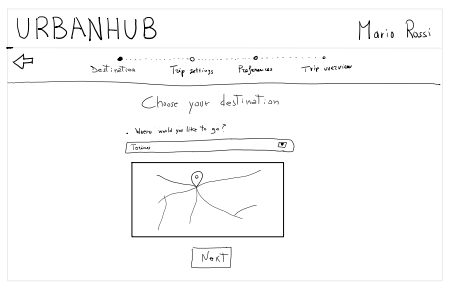 URBANHUB
Mario Rossi
Destination Trip settings Preferences Trip overview
Choose your destination
. Where would you like to go?
Torino
NEXT